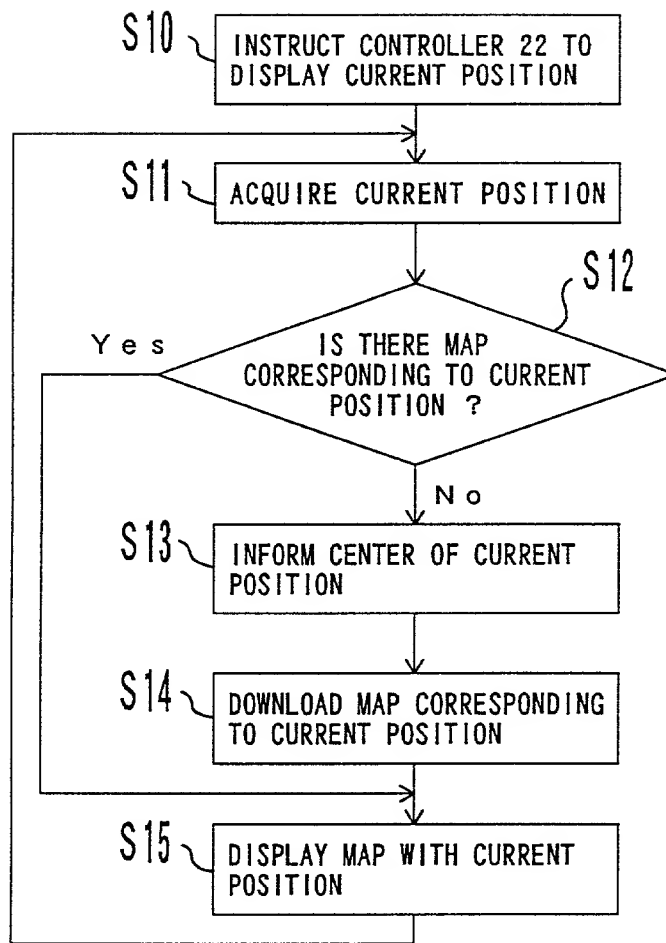 S10
INSTRUCT CONTROLLER 22 TO
DISPLAY CURRENT POSITION
S11
ACQUIRE CURRENT POSITION
S12
IS THERE MAP
CORRESPONDING TO CURRENT
POSITION ?
Yes
No
S13
INFORM CENTER OF CURRENT
POSITION
S14
DOWNLOAD MAP CORRESPONDING
TO CURRENT POSITION
S15
DISPLAY MAP WITH CURRENT
POSITION